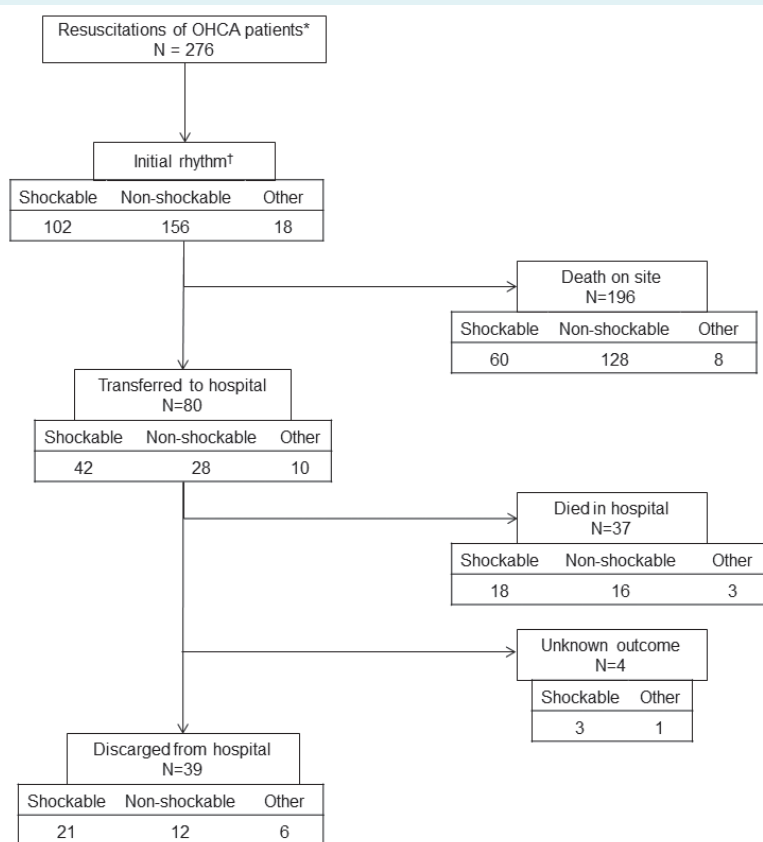 Resuscitations of OHCA patients*
N = 276
Initial rhythm†
Shockable Non-shockable Other
102 156 18
Death on site
N=196
Shockable Non-shockable Other
60 128 8
Transferred to hospital
N=80
Shockable Non-shockable Other
42 28 10
Died in hospital
N=37
Shockable Non-shockable Other
18 16 3
Unknown outcome
N=4
Shockable Other
3 1
Discarged from hospital
N=39
Shockable Non-shockable Other
21 12 6